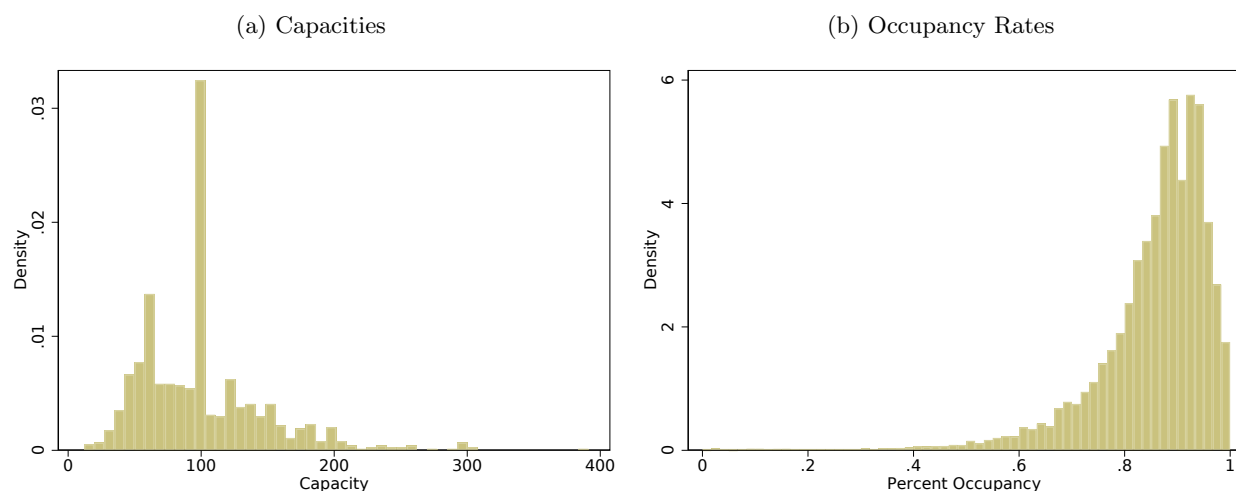 (a) Capacities
.03
.02
.01
0
Density
0 100 200 300 400
Capacity
(b) Occupancy Rates
6
4
2
0
Density
0 .2 .4 .6 .8 1
Percent Occupancy